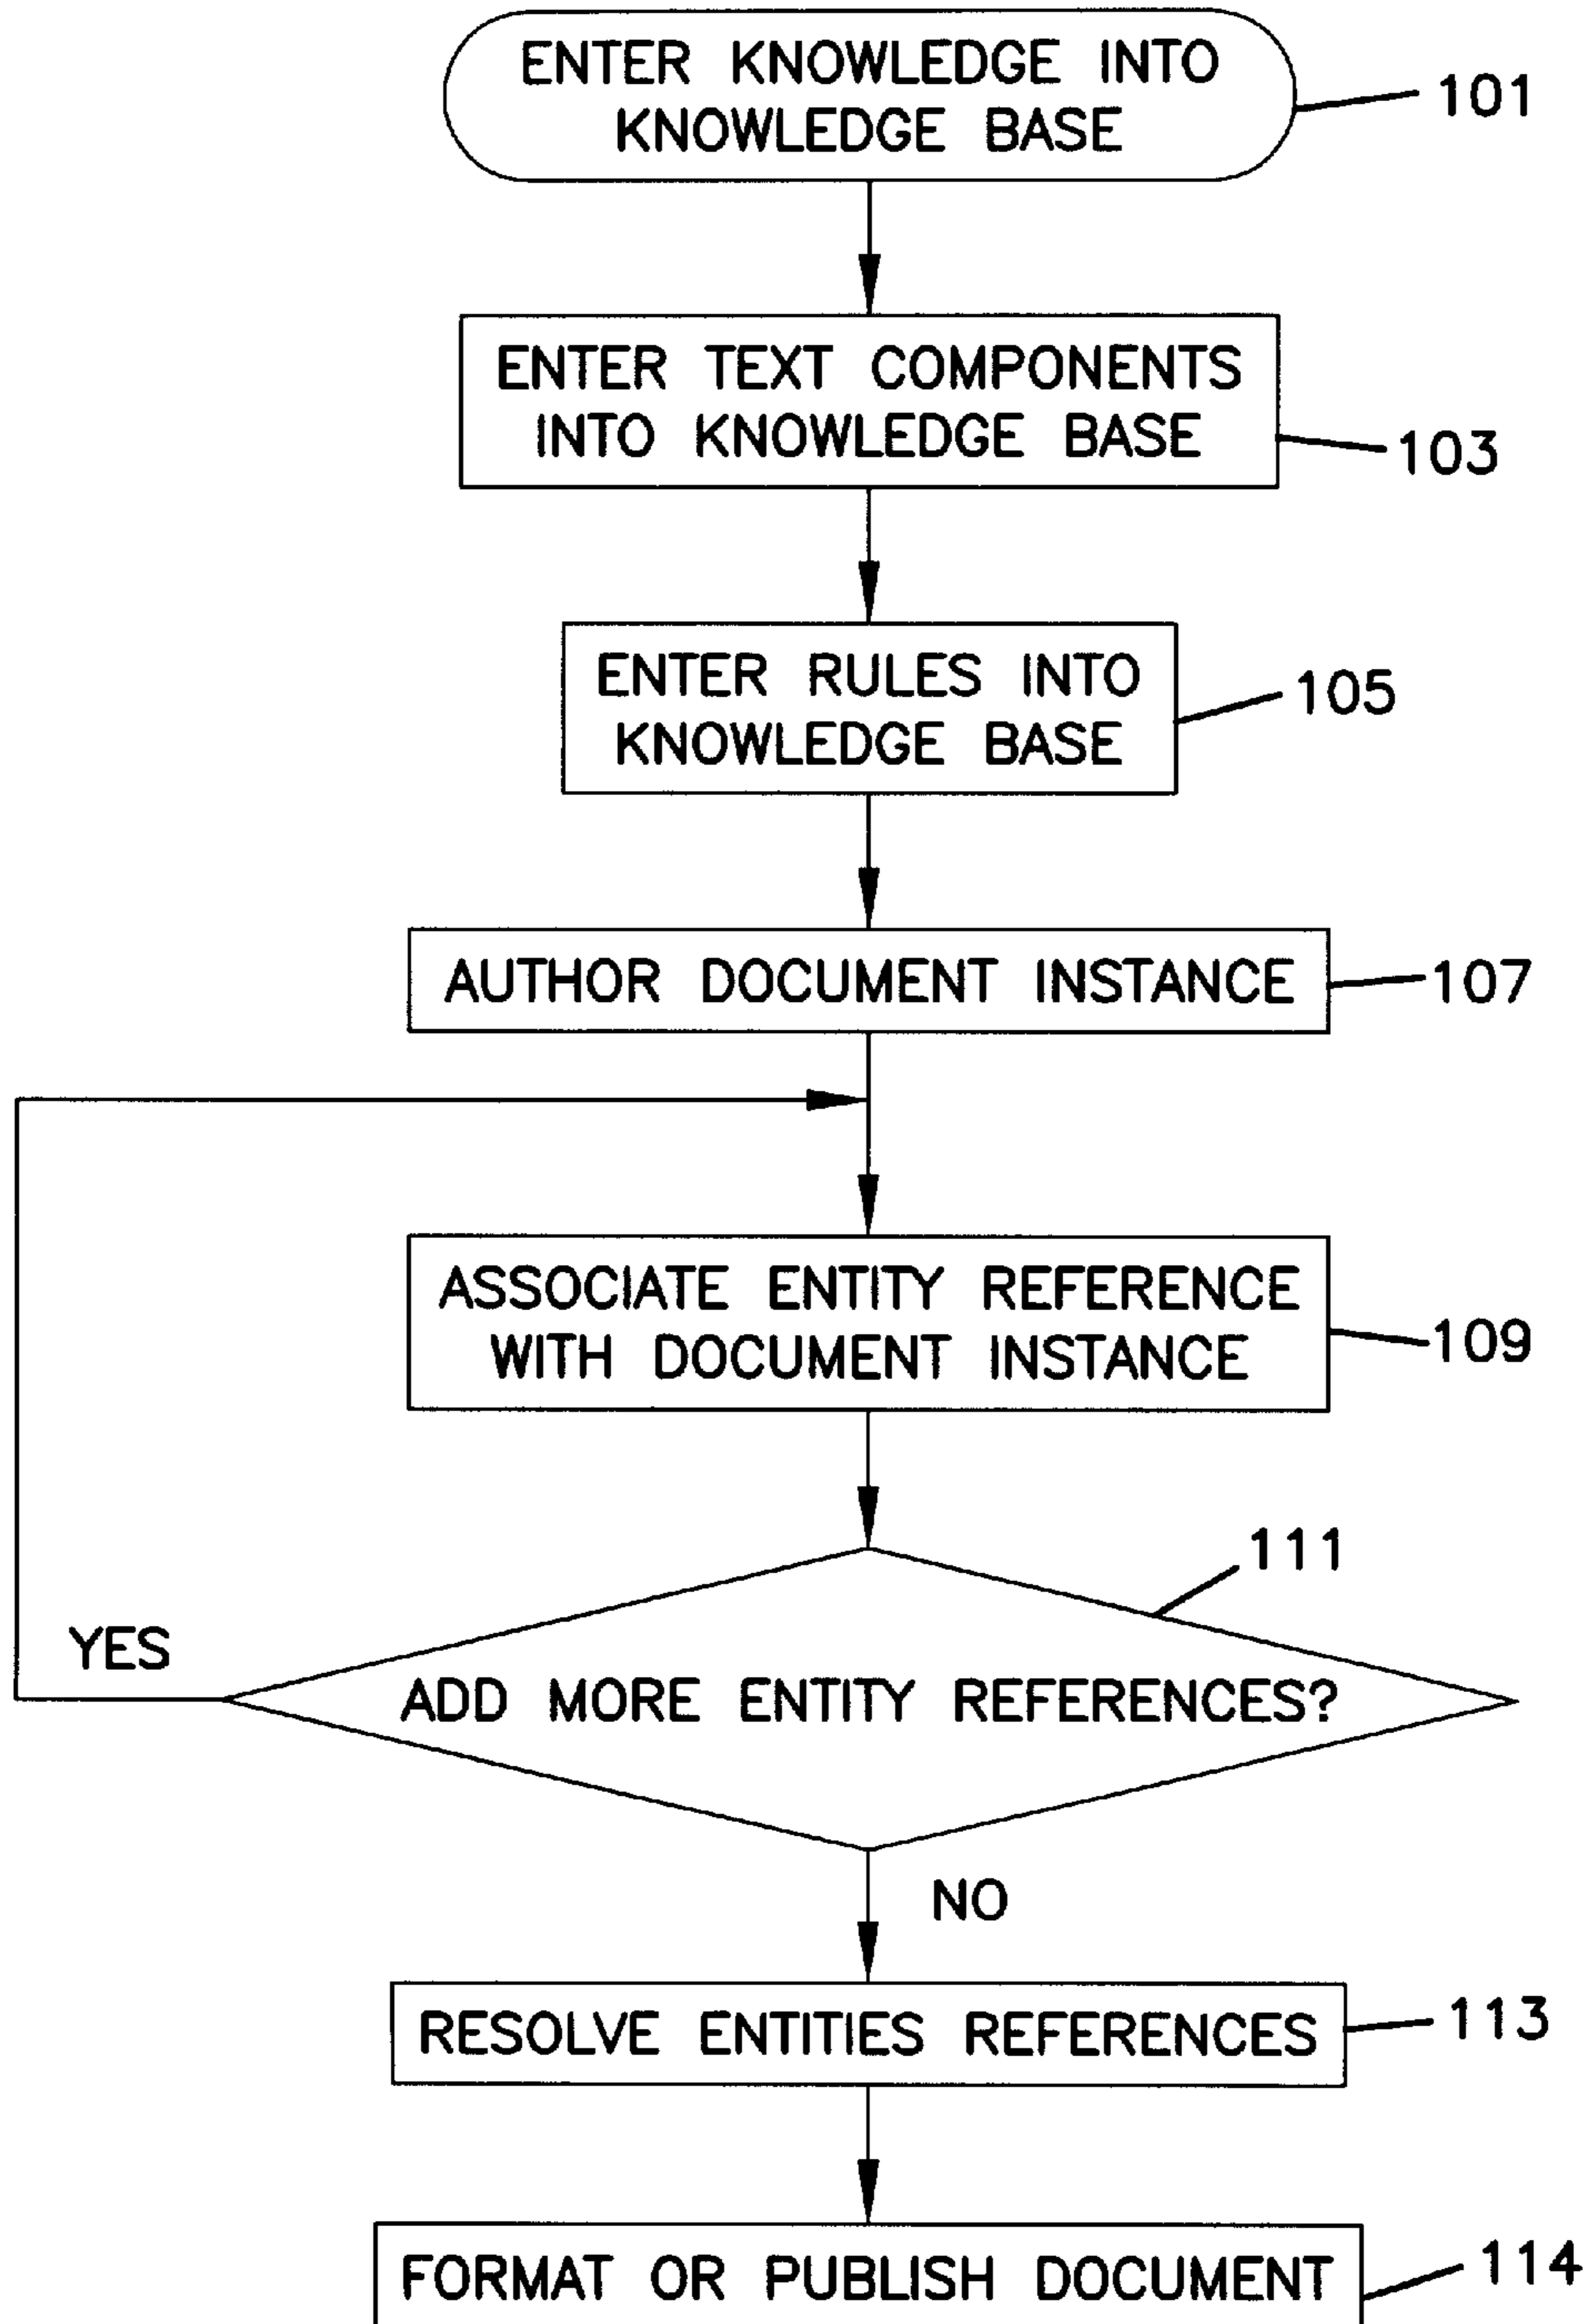 ENTER KNOWLEDGE INTO
KNOWLEDGE BASE
101
ENTER TEXT COMPONENTS
INTO KNOWLEDGE BASE
103
ENTER RULES INTO
KNOWLEDGE BASE
105
AUTHOR DOCUMENT INSTANCE
107
ASSOCIATE ENTITY REFERENCE
WITH DOCUMENT INSTANCE
109
111
YES
ADD MORE ENTITY REFERENCES?
NO
RESOLVE ENTITIES REFERENCES
113
FORMAT OR PUBLISH DOCUMENT
114